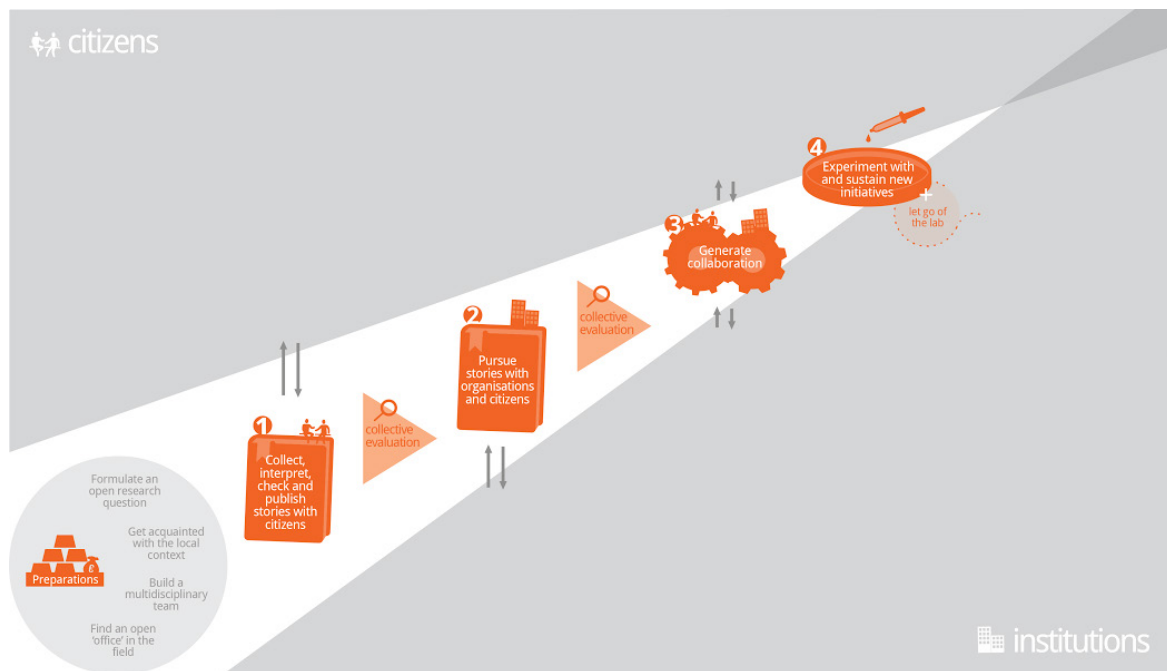 citizens
4
Experiment with
and sustain new
initiatives
+
let go of
the lab
3
Generate
collaboration
collective
evaluation
2
Pursue
stories with
organisations
and citizens
collective
evaluation
1
Collect,
interpret,
check and
publish
stories with
citizens
Formulate an
open research
question
Get acquainted
with the local
context
£
Preparations
Build a
multidisciplinary
team
Find an open
'office' in the
field
institutions